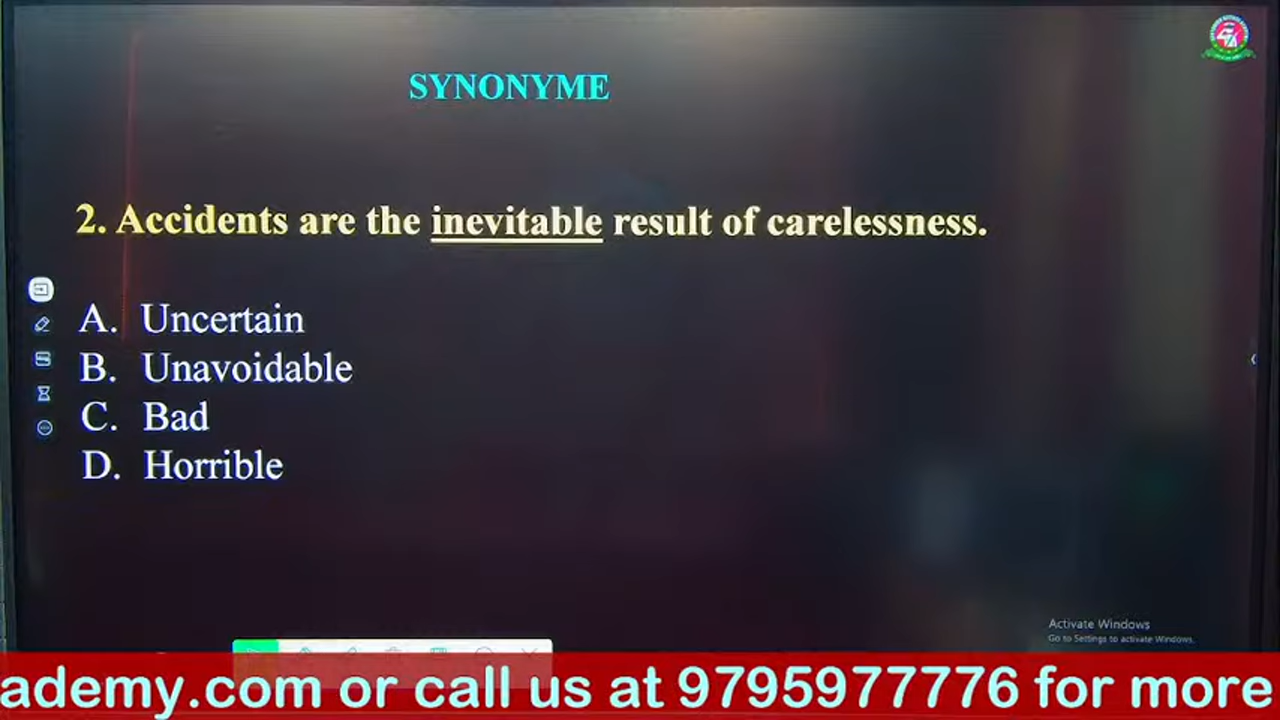 SYNONYME
2. Accidents are the inevitable result of carelessness.
A. Uncertain
B. Unavoidable
C. Bad
D. Horrible
Activate Windows
Go to Settings to activate Windows.
ademy.com or call us at 9795977776 for more